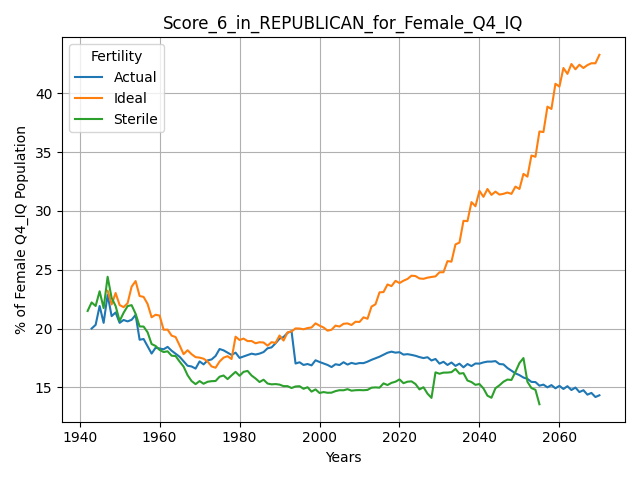 Score_6_in_REPUBLICAN_for_Female_Q4_IQ
Fertility
Actual
Ideal
Sterile
% of Female Q4_IQ Population
40
35
30
25
20
15
1940 1960 1980 2000 2020 2040 2060
Years